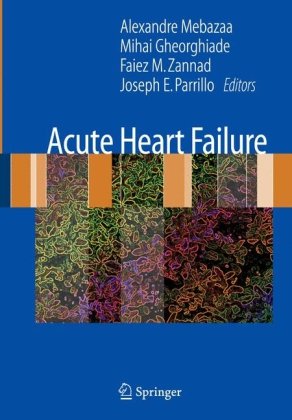 Alexandre Mebazaa
Mihai Gheorghiade
Faiez M. Zannad
Joseph E. Parrillo Editors
Acute Heart Failure
Springer